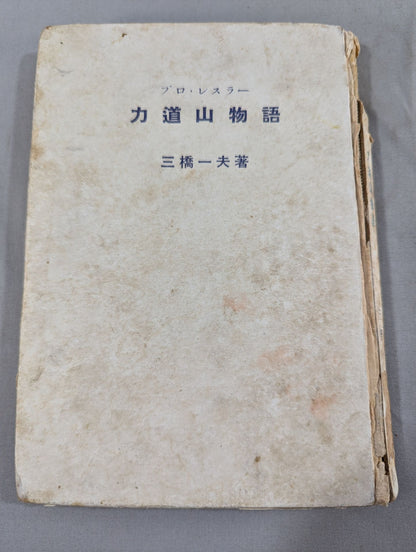 プロ・レスラー
力道山物語
三橋一夫著